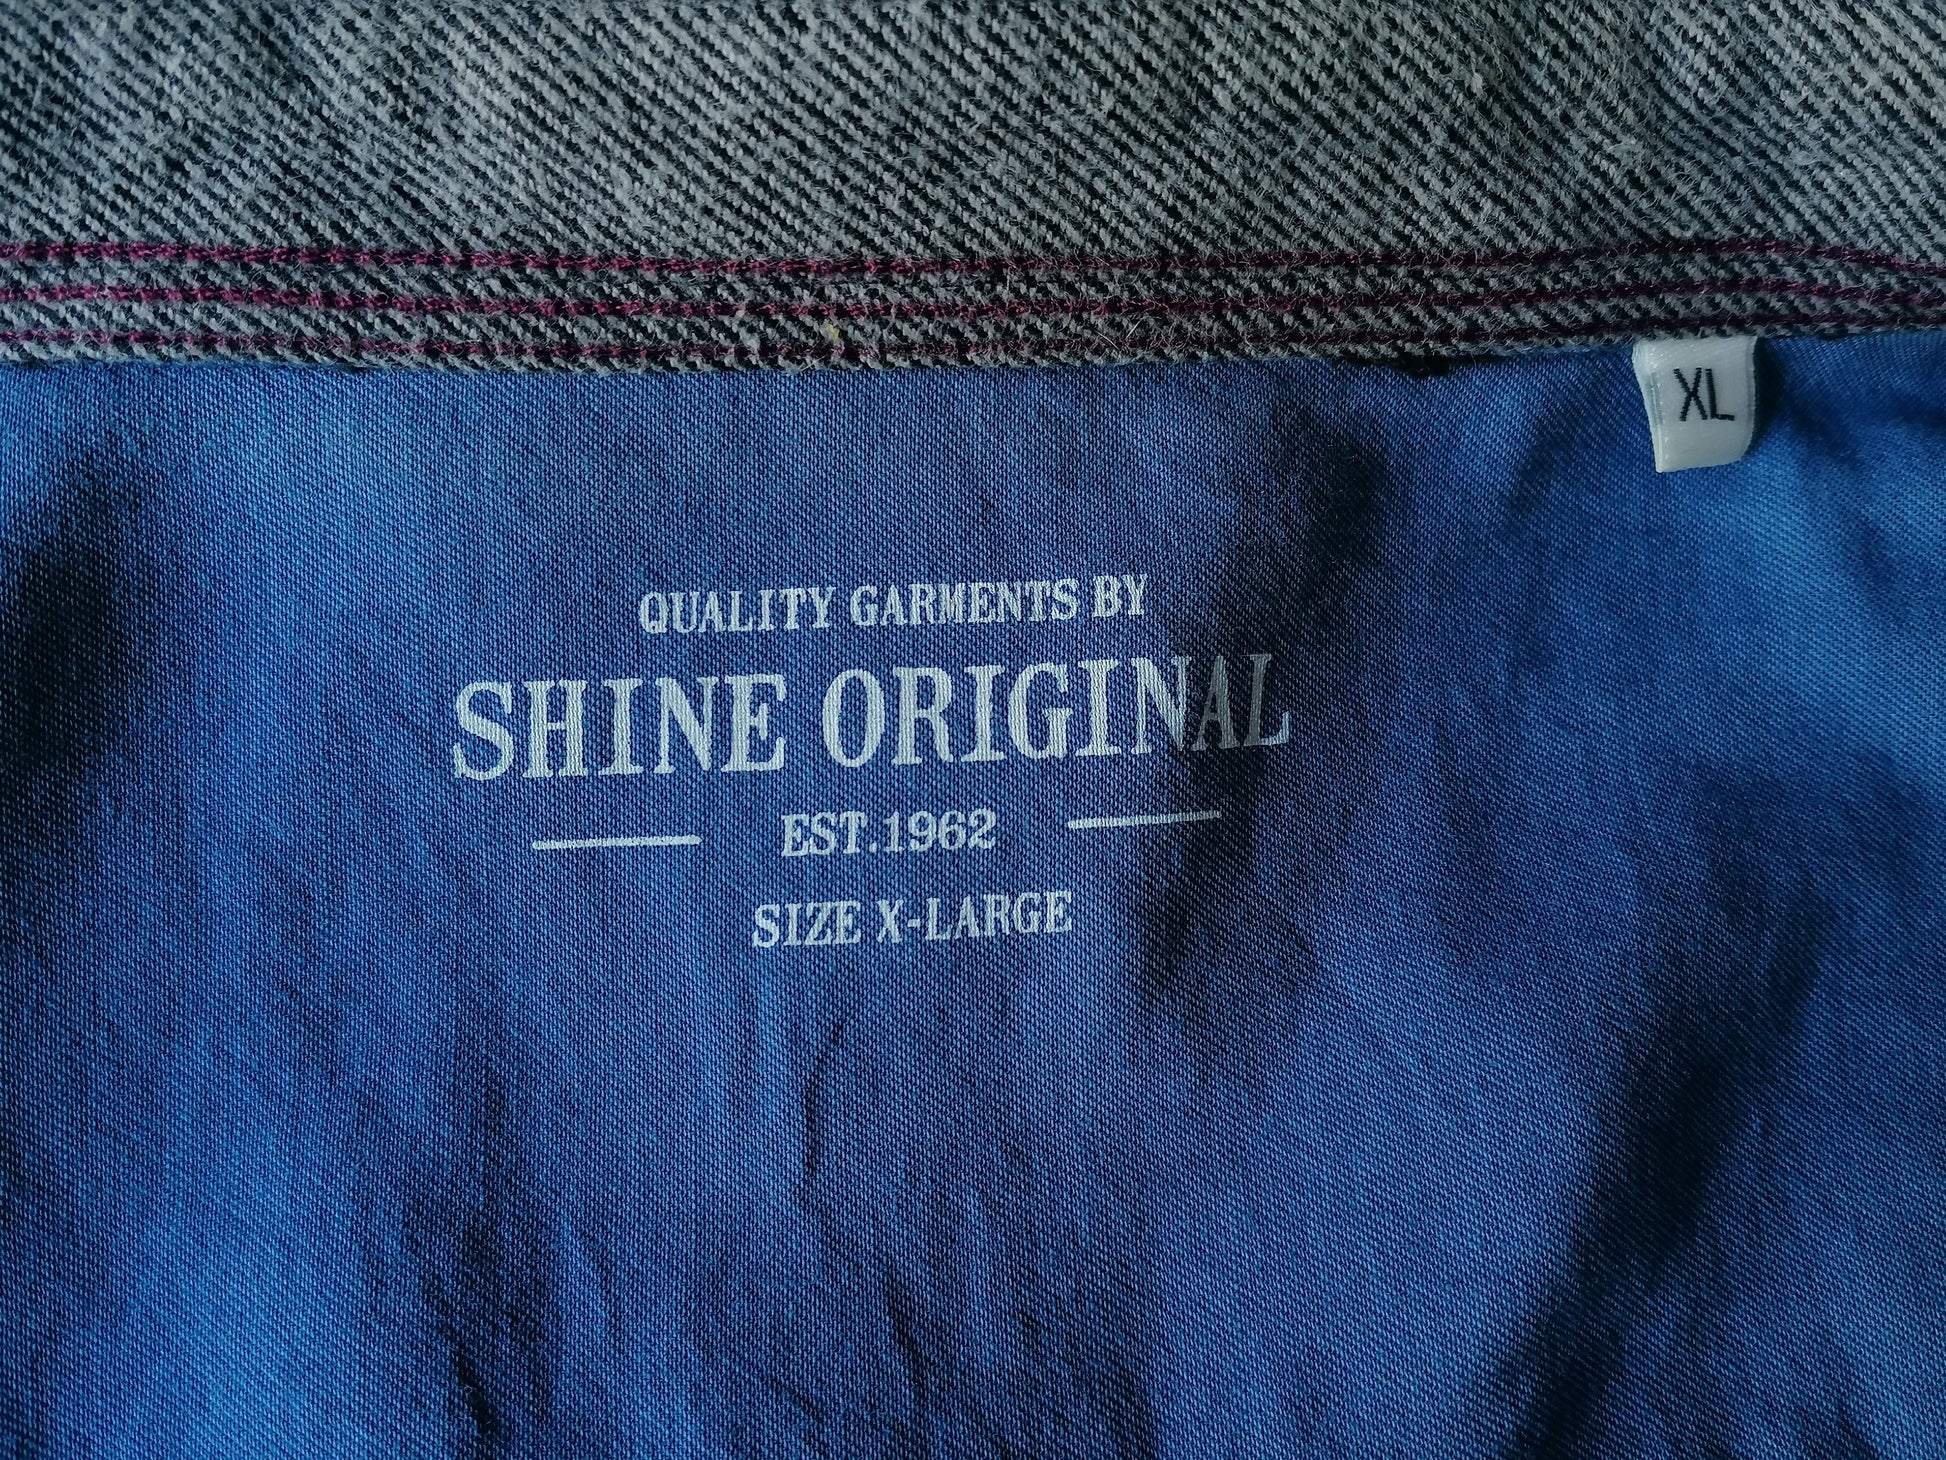 XL
QUALITY GARMENTS BY
SHINE ORIGINAL
EST.1962
SIZE X-LARGE